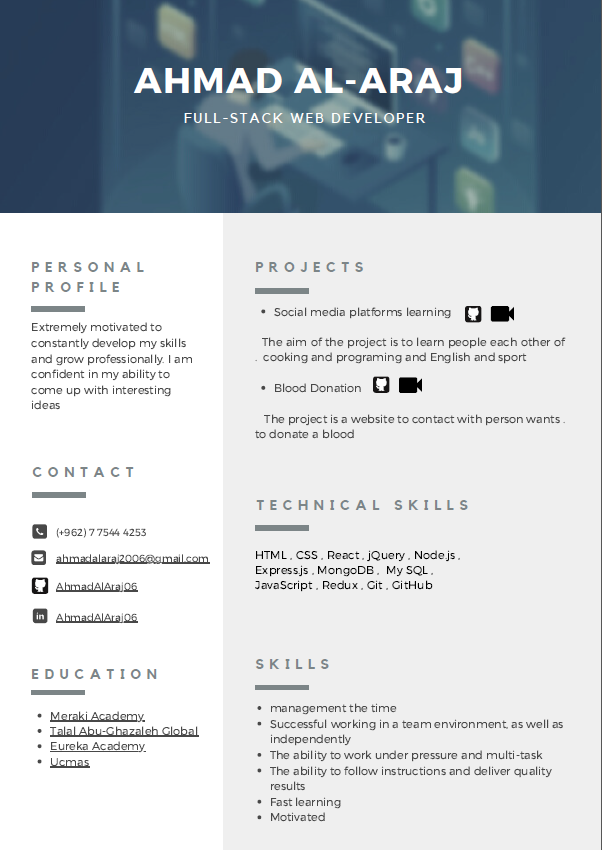 AHMAD AL-ARAJ
FULL-STACK WEB DEVELOPER
PERSONAL
PROFILE
Extremely motivated to
constantly develop my skills
and grow professionally. I am
confident in my ability to
come up with interesting
ideas
CONTACT
(+962) 7 7544 4253
ahmadalaraj2006@gmail.com
AhmadAlAraj06
in AhmadAlAraj06
EDUCATION
• Meraki Academy
• Talal Abu-Ghazaleh Global
• Eureka Academy
• Ucmas
PROJECTS
• Social media platforms learning
The aim of the project is to learn people each other of
. cooking and programing and English and sport
• Blood Donation
The project is a website to contact with person wants .
to donate a blood
TECHNICAL SKILLS
HTML , CSS , React , jQuery , Node.js ,
Express.js , MongoDB , My SQL ,
JavaScript , Redux , Git , GitHub
SKILLS
• management the time
• Successful working in a team environment, as well as
independently
• The ability to work under pressure and multi-task
• The ability to follow instructions and deliver quality
results
• Fast learning
• Motivated